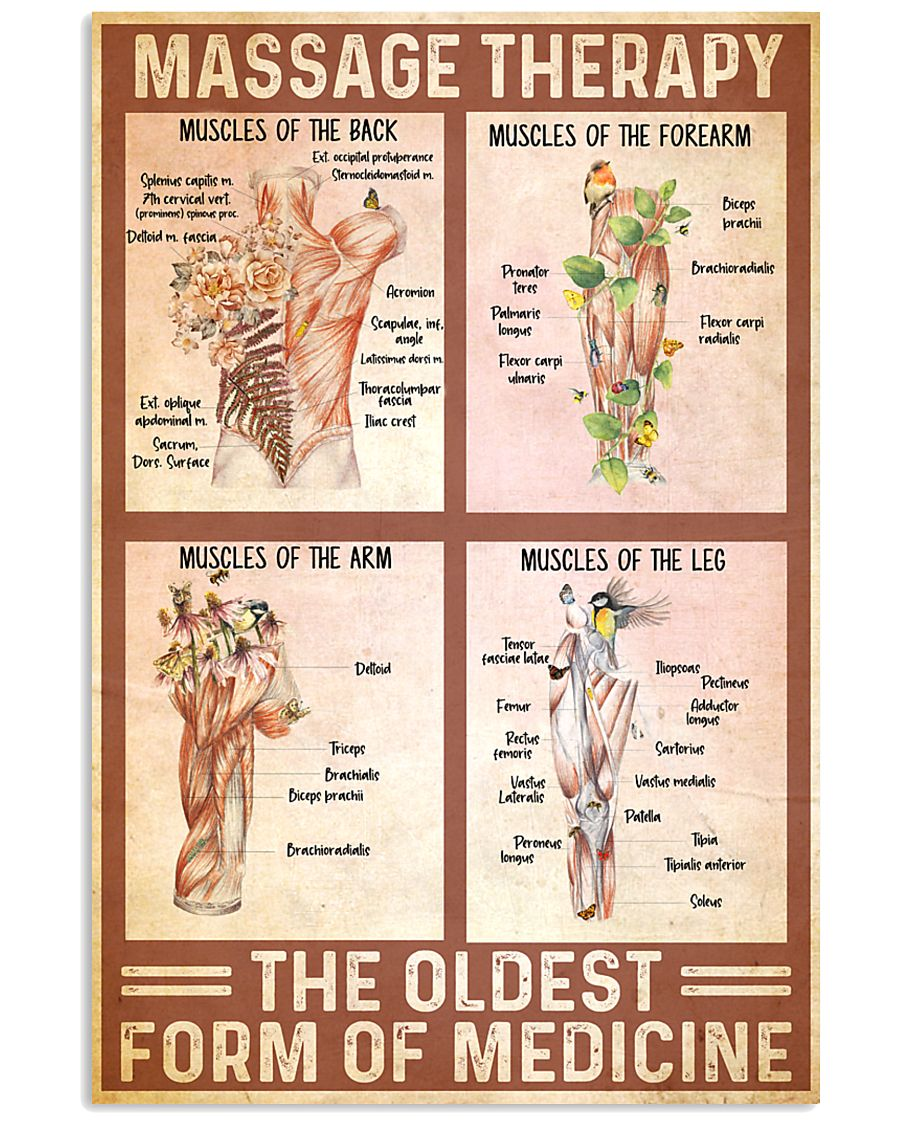 MASSAGE THERAPY
MUSCLES OF THE BACK
Ext. occipital protuberance
Sternocleidomastoid m.
Splenius capitis m.
7th cervical vert.
(prominens) spinous proc.
Deltoid m. fascia
Acromion
Scapulae, inf.
angle
Latissimus dorsi m.
Thoracolumbar
fascia
Iliac crest
Ext. oblique
abdominal m.
Sacrum,
Dors. Surface
MUSCLES OF THE FOREARM
Biceps
brachii
Brachioradialis
Pronator
teres
Palmaris
longus
Flexor carpi
radialis
Flexor carpi
ulnaris
MUSCLES OF THE ARM
Deltoid
Triceps
Brachialis
Biceps brachii
Brachioradialis
MUSCLES OF THE LEG
Tensor
fasciae latae
Iliopsoas
Pectineus
Femur
Adductor
longus
Rectus
femoris
Sartorius
Vastus
Lateralis
Vastus medialis
Patella
Peroneus
longus
Tibia
Tibialis anterior
Soleus
THE OLDEST
FORM OF MEDICINE